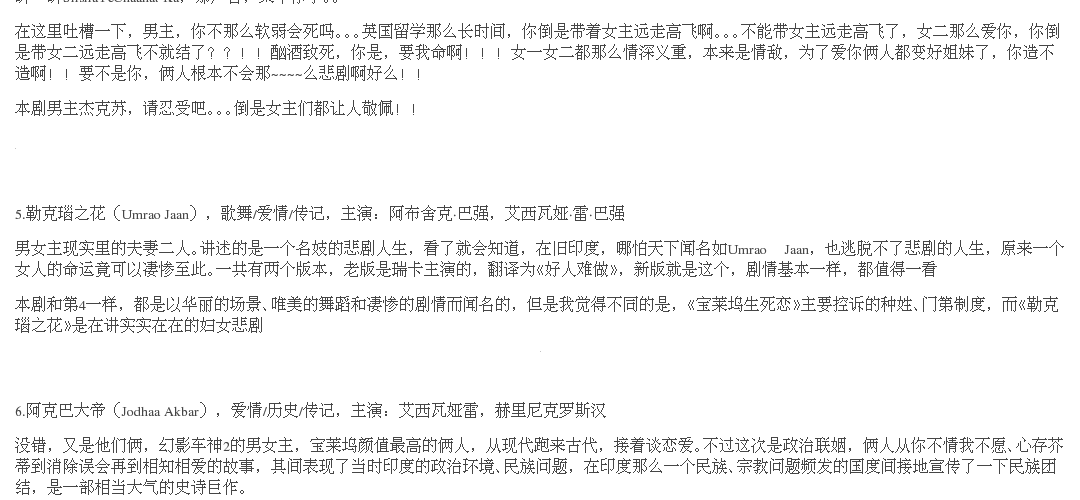 在这里吐槽一下，男主，你不那么软弱会死吗。。。英国留学那么长时间，你倒是带着女主远走高飞啊。。。不能带女主远走高飞了，女二那么爱你，你倒
是带女二远走高飞不就结了？？！！酗酒致死，你是，要我命啊！！！女一女二都那么情深义重，本来是情敌，为了爱你俩人都变好姐妹了，你造不
造啊！！要不是你，俩人根本不会那~~~~么悲剧啊好么！！
本剧男主杰克苏，请忍受吧。。。倒是女主们都让人敬佩！！
5.勒克瑙之花（Umrao Jaan），歌舞/爱情/传记，主演：阿布舍克·巴强，艾西瓦娅·雷·巴强
男女主现实里的夫妻二人。讲述的是一个名妓的悲剧人生，看了就会知道，在旧印度，哪怕天下闻名如Umrao Jaan，也逃脱不了悲剧的人生，原来一个
女人的命运竟可以凄惨至此。一共有两个版本，老版是瑞卡主演的，翻译为《好人难做》，新版就是这个，剧情基本一样，都值得一看
本剧和第4一样，都是以华丽的场景、唯美的舞蹈和凄惨的剧情而闻名的，但是我觉得不同的是，《宝莱坞生死恋》主要控诉的种姓、门第制度，而《勒克
瑙之花》是在讲实实在在的妇女悲剧
6.阿克巴大帝（Jodhaa Akbar），爱情/历史/传记，主演：艾西瓦娅雷，赫里尼克罗斯汉
没错，又是他们俩，幻影车神2的男女主，宝莱坞颜值最高的俩人，从现代跑来古代，接着谈恋爱。不过这次是政治联姻，俩人从你不情我不愿、心存芥
蒂到消除误会再到相知相爱的故事，其间表现了当时印度的政治环境、民族问题，在印度那么一个民族、宗教问题频发的国度间接地宣传了一下民族团
结，是一部相当大气的史诗巨作。